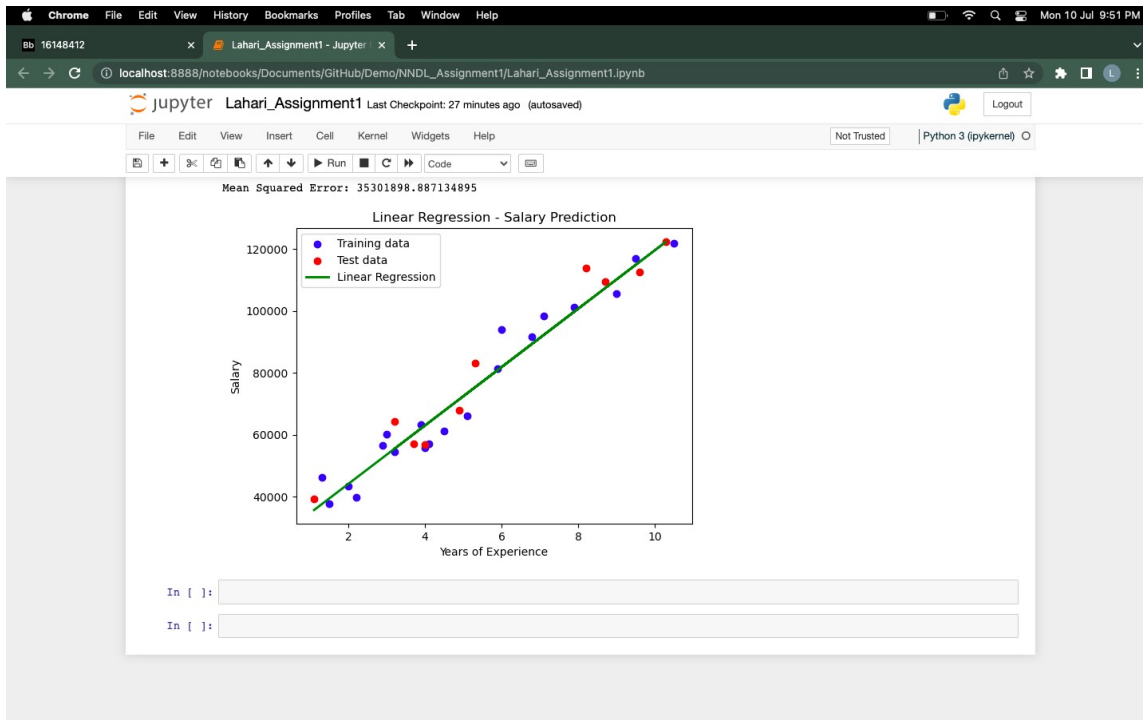 Chrome File Edit View History Bookmarks Profiles Tab Window Help Mon 10 Jul 9:51 PM
Bb 16148412 Lahari_Assignment1 - Jupyter
localhost:8888/notebooks/Documents/GitHub/Demo/NNDL_Assignment1/Lahari_Assignment1.ipynb L
jupyter Lahari_Assignment1 Last Checkpoint: 27 minutes ago (autosaved) Logout
File Edit View Insert Cell Kernel Widgets Help Not Trusted Python 3 (ipykernel)
Run Code
Mean Squared Error: 35301898.887134895
Linear Regression - Salary Prediction
Training data
Test data
Linear Regression
120000
100000
80000
60000
40000
Salary
2 4 6 8 10
Years of Experience
In [ ]:
In [ ]: